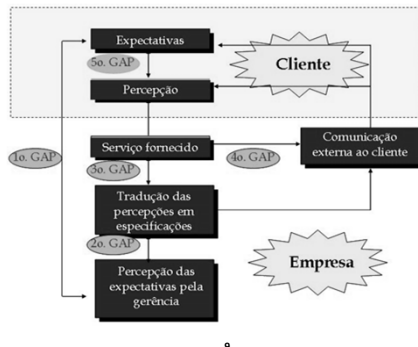 Expectativas
5o. GAP
Cliente
Percepção
1o. GAP
Serviço fornecido
4o. GAP
Comunicação
externa ao cliente
3o. GAP
Tradução das
percepções em
especificações
2o. GAP
Percepção das
expectativas pela
gerência
Empresa